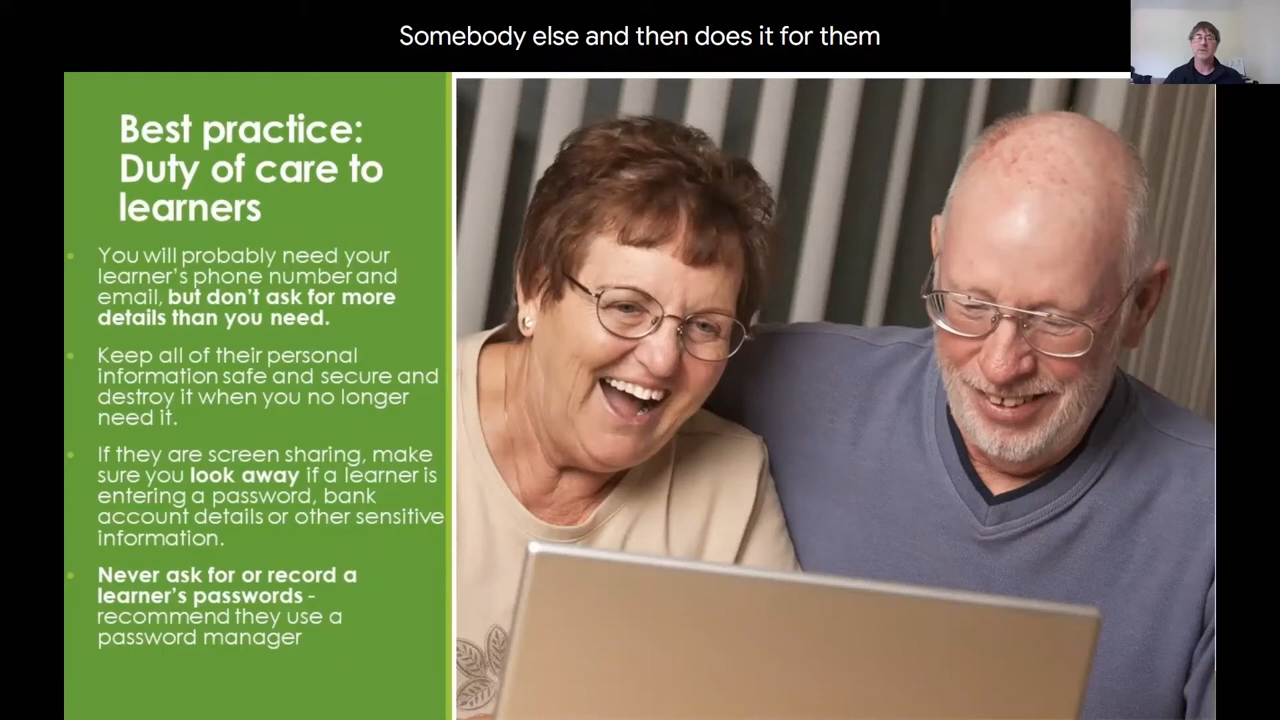 Somebody else and then does it for them
Best practice:
Duty of care to
learners
• You will probably need your
learner's phone number and
email, but don't ask for more
details than you need.
• Keep all of their personal
information safe and secure and
destroy it when you no longer
need it.
• If they are screen sharing, make
sure you look away if a learner is
entering a password, bank
account details or other sensitive
information.
• Never ask for or record a
learner's passwords -
recommend they use a
password manager